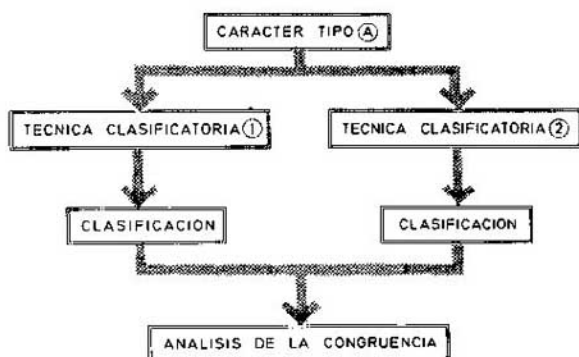 CARACTER TIPO Ⓐ
TECNICA CLASIFICATORIA ①
TECNICA CLASIFICATORIA ②
CLASIFICACION
CLASIFICACION
ANALISIS DE LA CONGRUENCIA